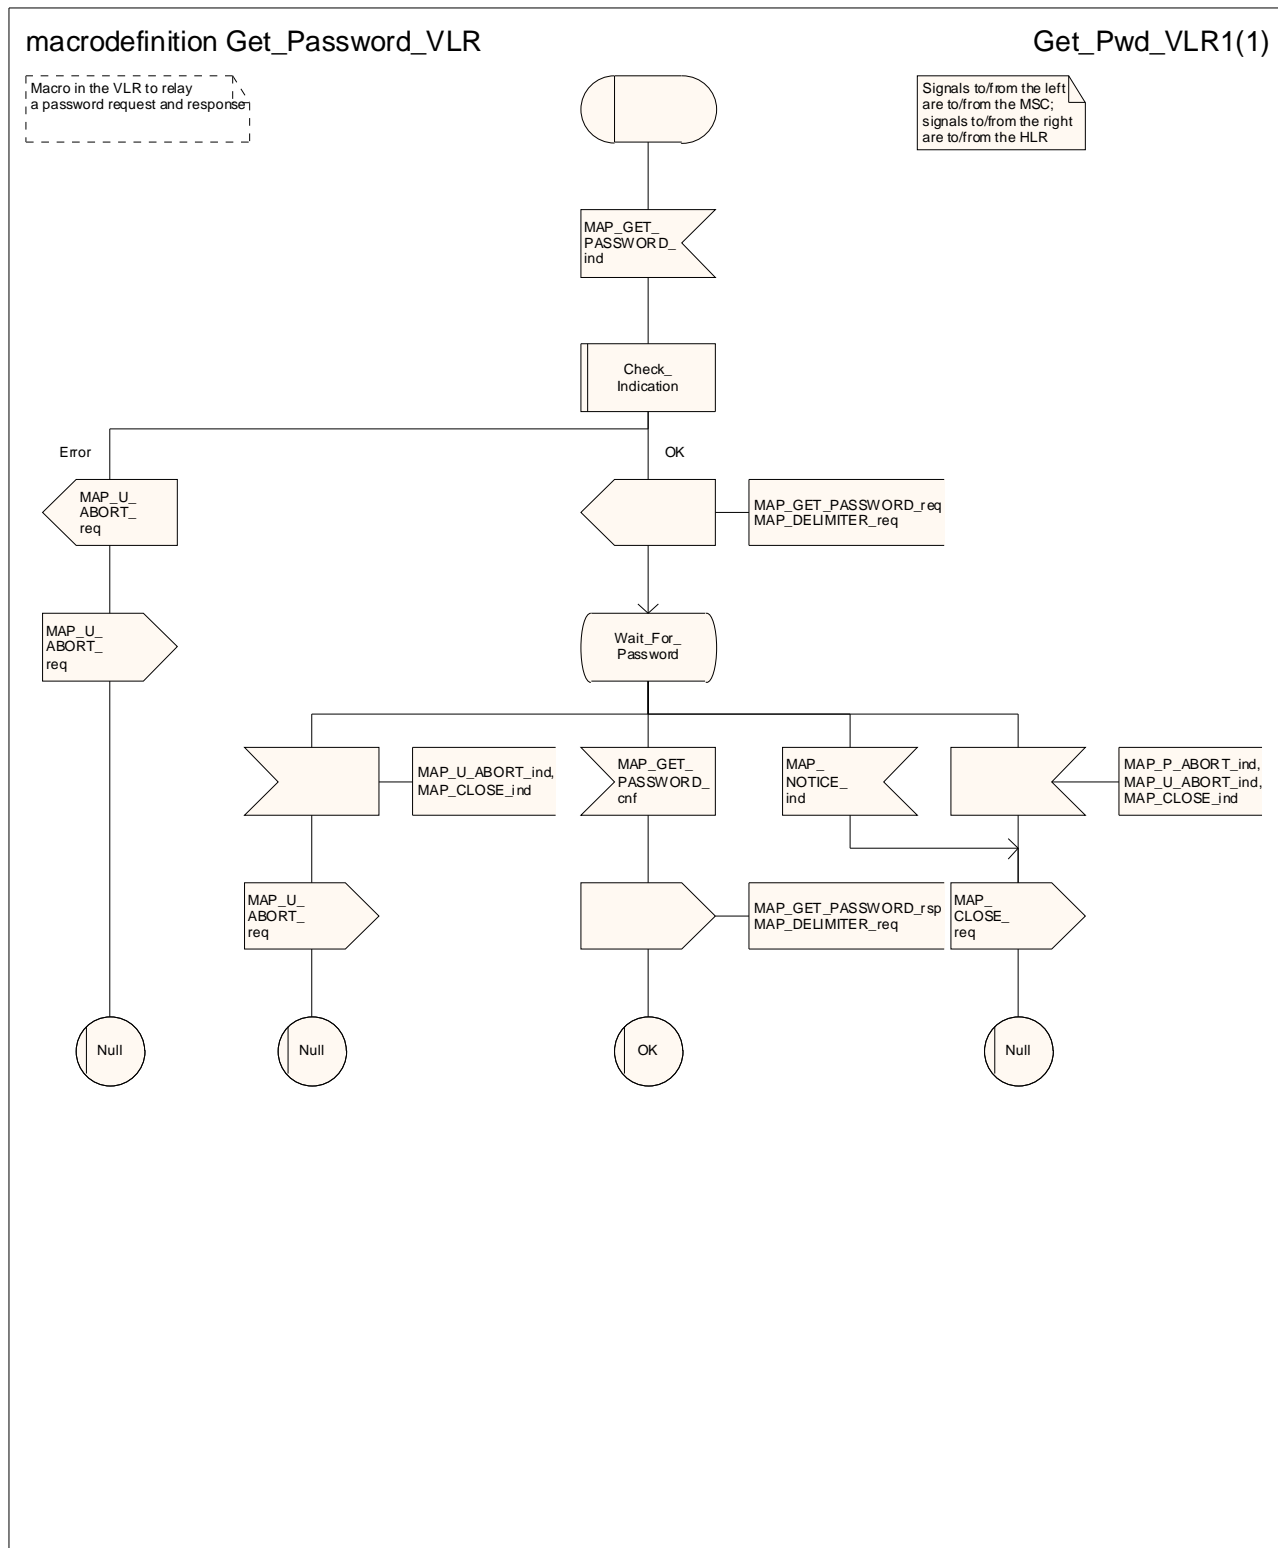 macrodefinition Get_Password_VLR
Get_Pwd_VLR1(1)
Macro in the VLR to relay
a password request and response
Signals to/from the left
are to/from the MSC;
signals to/from the right
are to/from the HLR
MAP_GET_
PASSWORD_
ind
Check_
Indication
Error
OK
MAP_U_
ABORT_
req
MAP_GET_PASSWORD_req
MAP_DELIMITER_req
MAP_U_
ABORT_
req
Wait_For_
Password
MAP_U_ABORT_ind,
MAP_CLOSE_ind
MAP_GET_
PASSWORD_
cnf
MAP_
NOTICE_
ind
MAP_P_ABORT_ind,
MAP_U_ABORT_ind,
MAP_CLOSE_ind
MAP_U_
ABORT_
req
MAP_GET_PASSWORD_rsp
MAP_DELIMITER_req
MAP_
CLOSE_
req
Null
Null
OK
Null